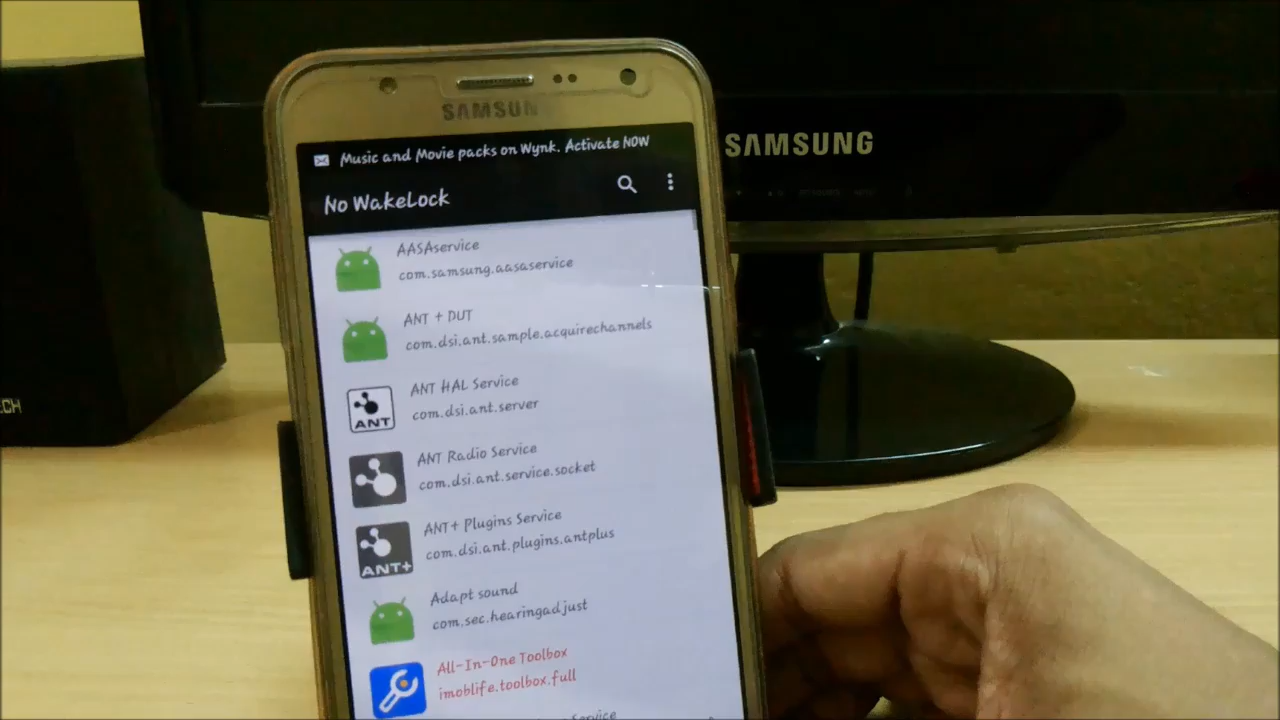 SAMSUNG
Music and Movie packs on Wynk. Activate NOW
No WakeLock
AASAservice
com.samsung.aasaservice
ANT + DUT
com.dsi.ant.sample.acquirechannels
ANT
ANT HAL Service
com.dsi.ant.server
ANT Radio Service
com.dsi.ant.service.socket
ANT+
ANT+ Plugins Service
com.dsi.ant.plugins.antplus
Adapt sound
com.sec.hearingadjust
All-In-One Toolbox
imoblife.toolbox.full
Service
SAMSUNG
ECH